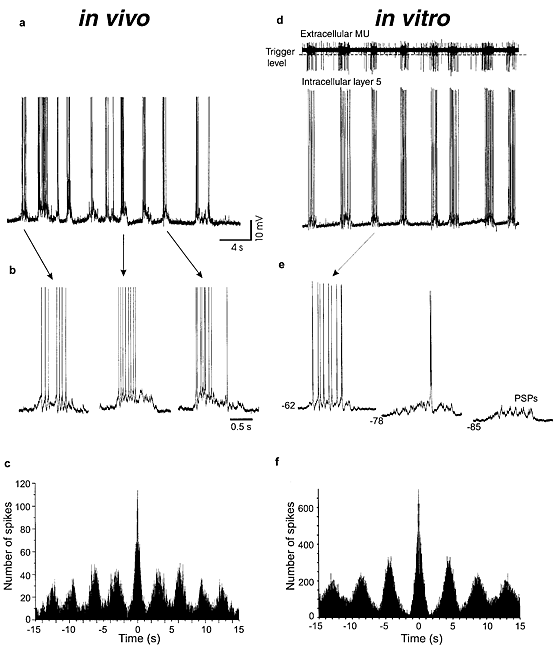 in vivo
in vitro
a
d
Extracellular MU
Trigger
level
Intracellular layer 5
10 mV
4 s
b
e
-62
-78
-85
PSPs
0.5 s
c
f
Number of spikes
120
100
80
60
40
20
0
-15
-10
-5
0
5
10
15
Time (s)
Number of spikes
600
400
200
0
-15
-10
-5
0
5
10
15
Time (s)